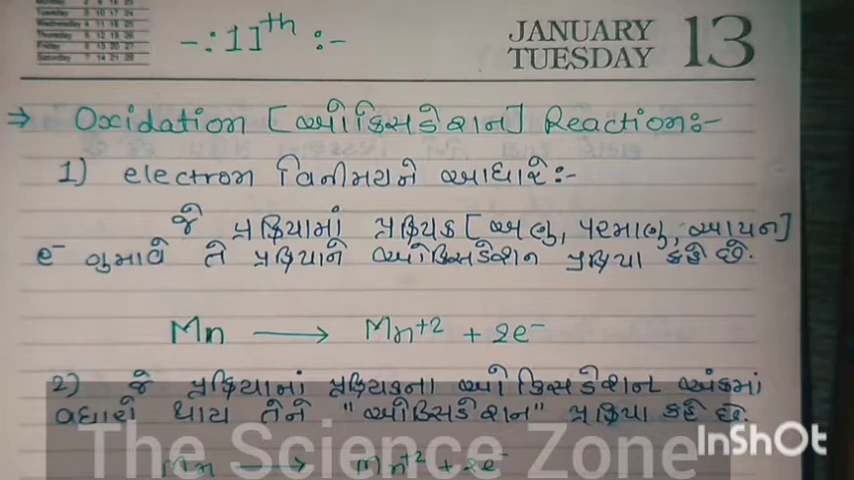 -: 11th :-
JANUARY 13
TUESDAY
⇒ Oxidation [ઓક્સિડેશન] Reaction:-
1) electron વિનીમયને આધારે:-
જે પ્રક્રિયામાં પ્રક્રિયક [અણુ, પરમાણુ, આયન]
e⁻ ગુમાવે તે પ્રક્રિયાને ઓક્સિડેશન પ્રક્રિયા કહે છે.
Mn ⟶ Mn⁺² + 2e⁻
2) જે પ્રક્રિયાનાં પ્રક્રિયકના ઓક્સિડેશન અંકમાં
વધારો થાય તેને "ઓક્સિડેશન" પ્રક્રિયા કહે છે.
The Science Zone
InShOt
Mn ⟶ Mn⁺² + 2e⁻